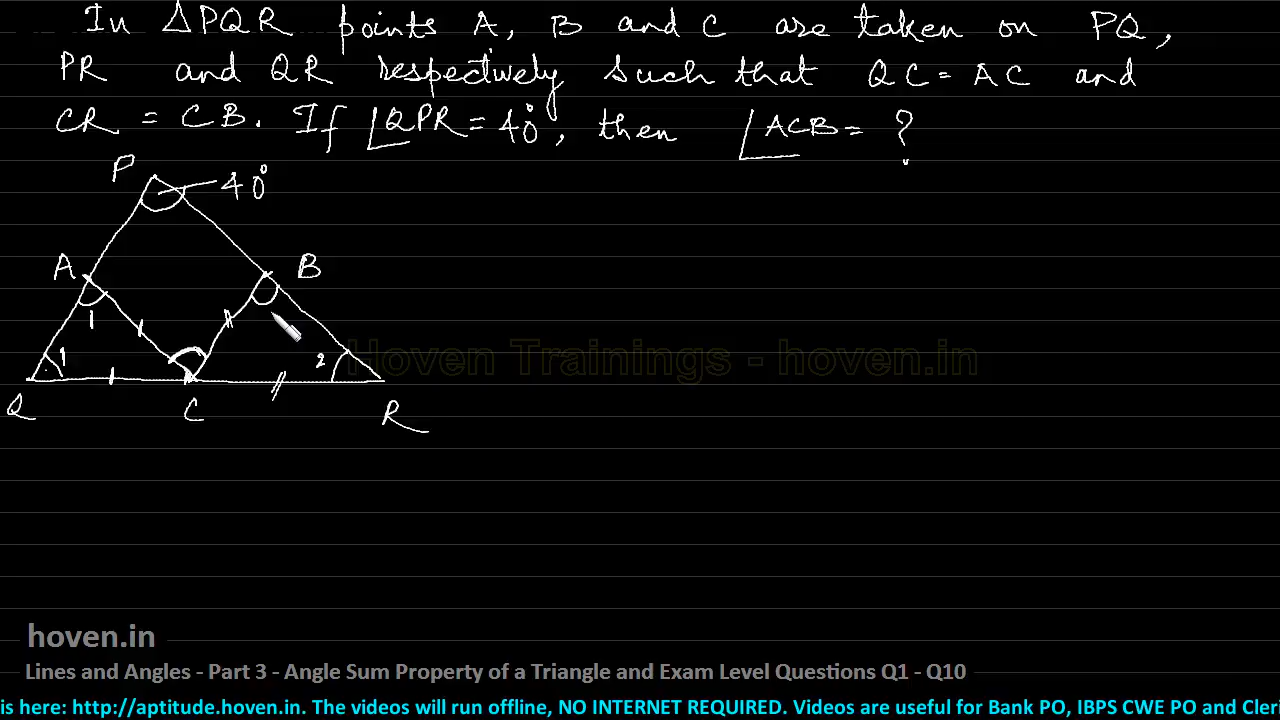 In △PQR points A, B and C are taken on PQ,
PR and QR respectively such that QC = AC and
CR = CB. If ∠QPR = 40°, then ∠ACB = ?
P
40°
A
B
1
1
2
Hoven Trainings - hoven.in
Q
C
R
hoven.in
Lines and Angles - Part 3 - Angle Sum Property of a Triangle and Exam Level Questions Q1 - Q10
is here: http://aptitude.hoven.in. The videos will run offline, NO INTERNET REQUIRED. Videos are useful for Bank PO, IBPS CWE PO and Cler